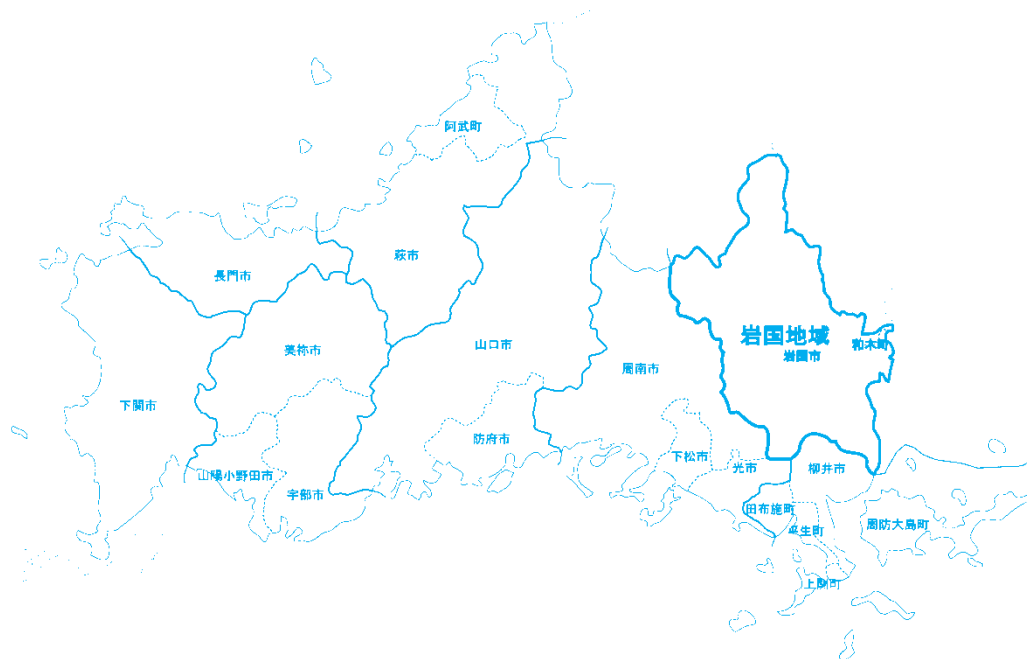 阿武町
萩市
長門市
岩国地域
山口市
和木町
美祢市
岩国市
周南市
下関市
防府市
下松市
光市
柳井市
山陽小野田市
宇部市
田布施町
周防大島町
平生町
上関町